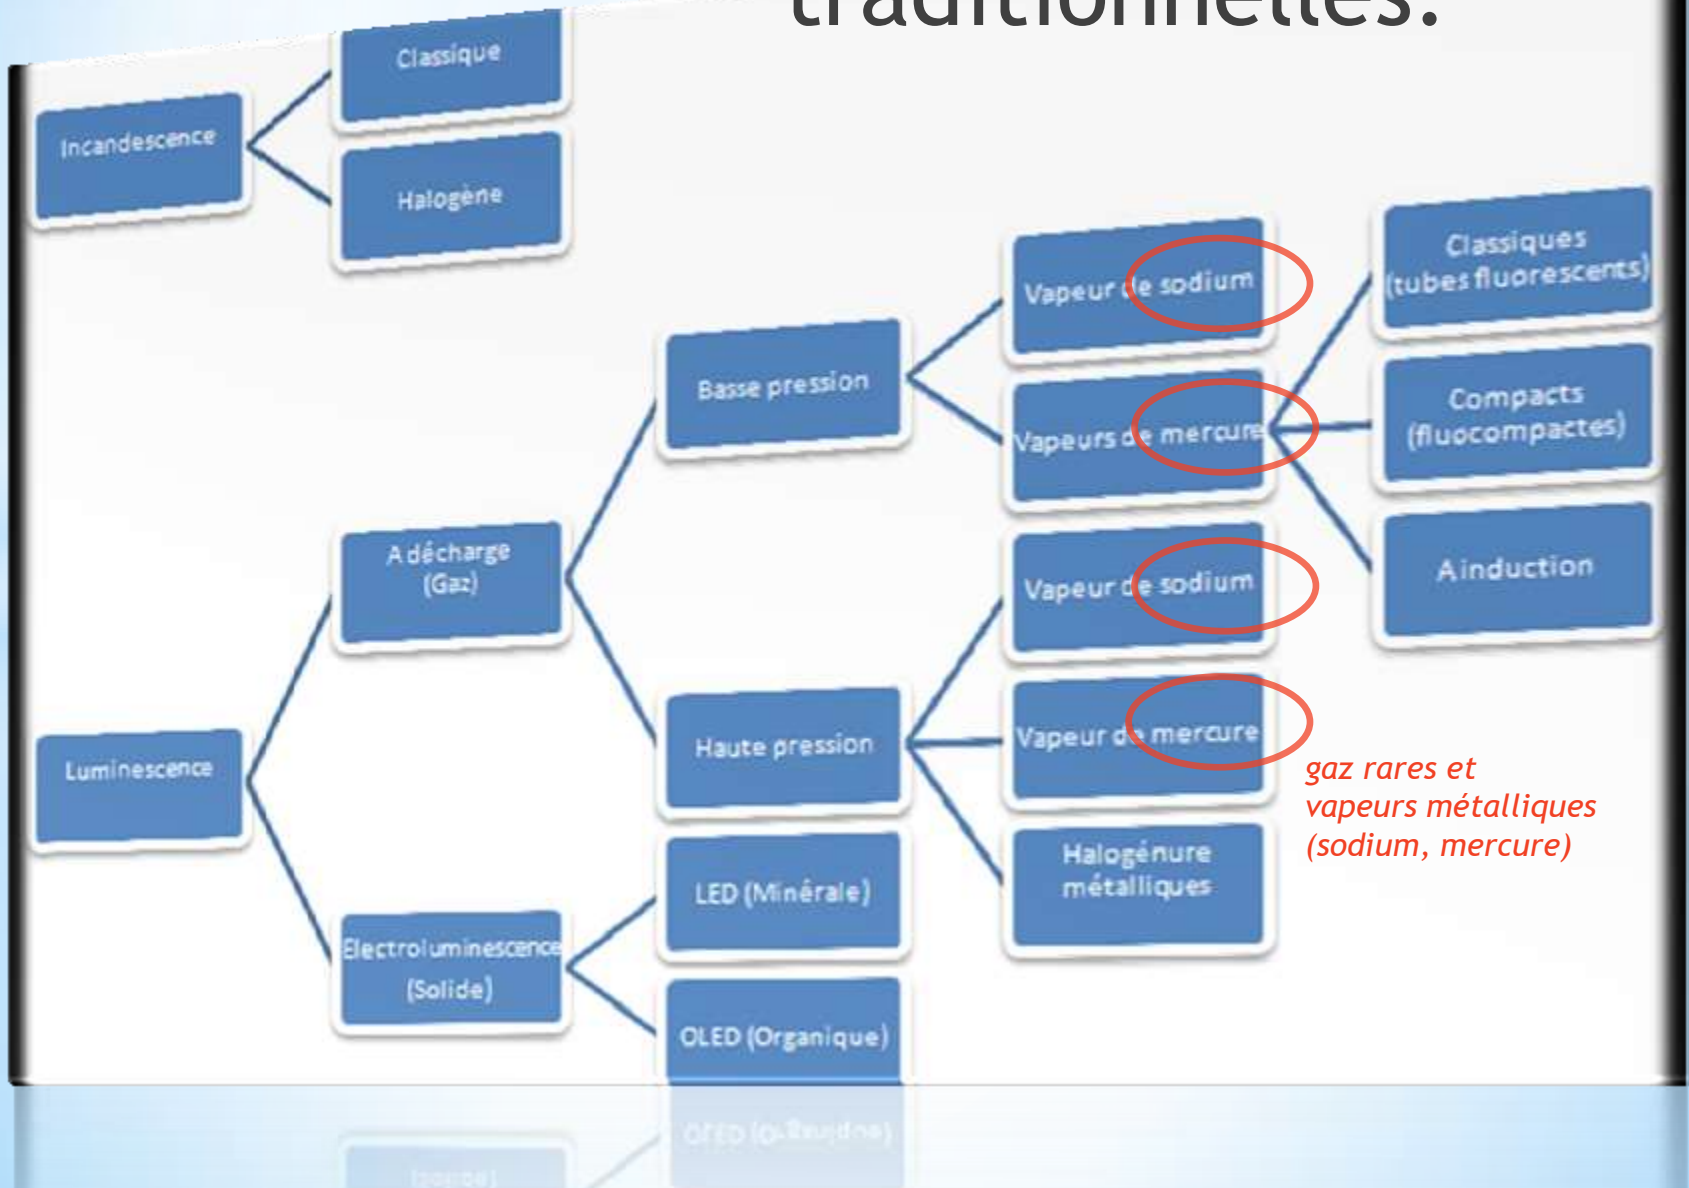 traditionnelles.
Classique
Incandescence
Halogène
Vapeur de sodium
Classiques
(tubes fluorescents)
Basse pression
Vapeurs de mercure
Compacts
(fluocompactes)
A décharge
(Gaz)
Vapeur de sodium
A induction
Luminescence
Haute pression
Vapeur de mercure
gaz rares et
vapeurs métalliques
(sodium, mercure)
Halogénure
métalliques
LED (Minérale)
Electroluminescence
(Solide)
OLED (Organique)